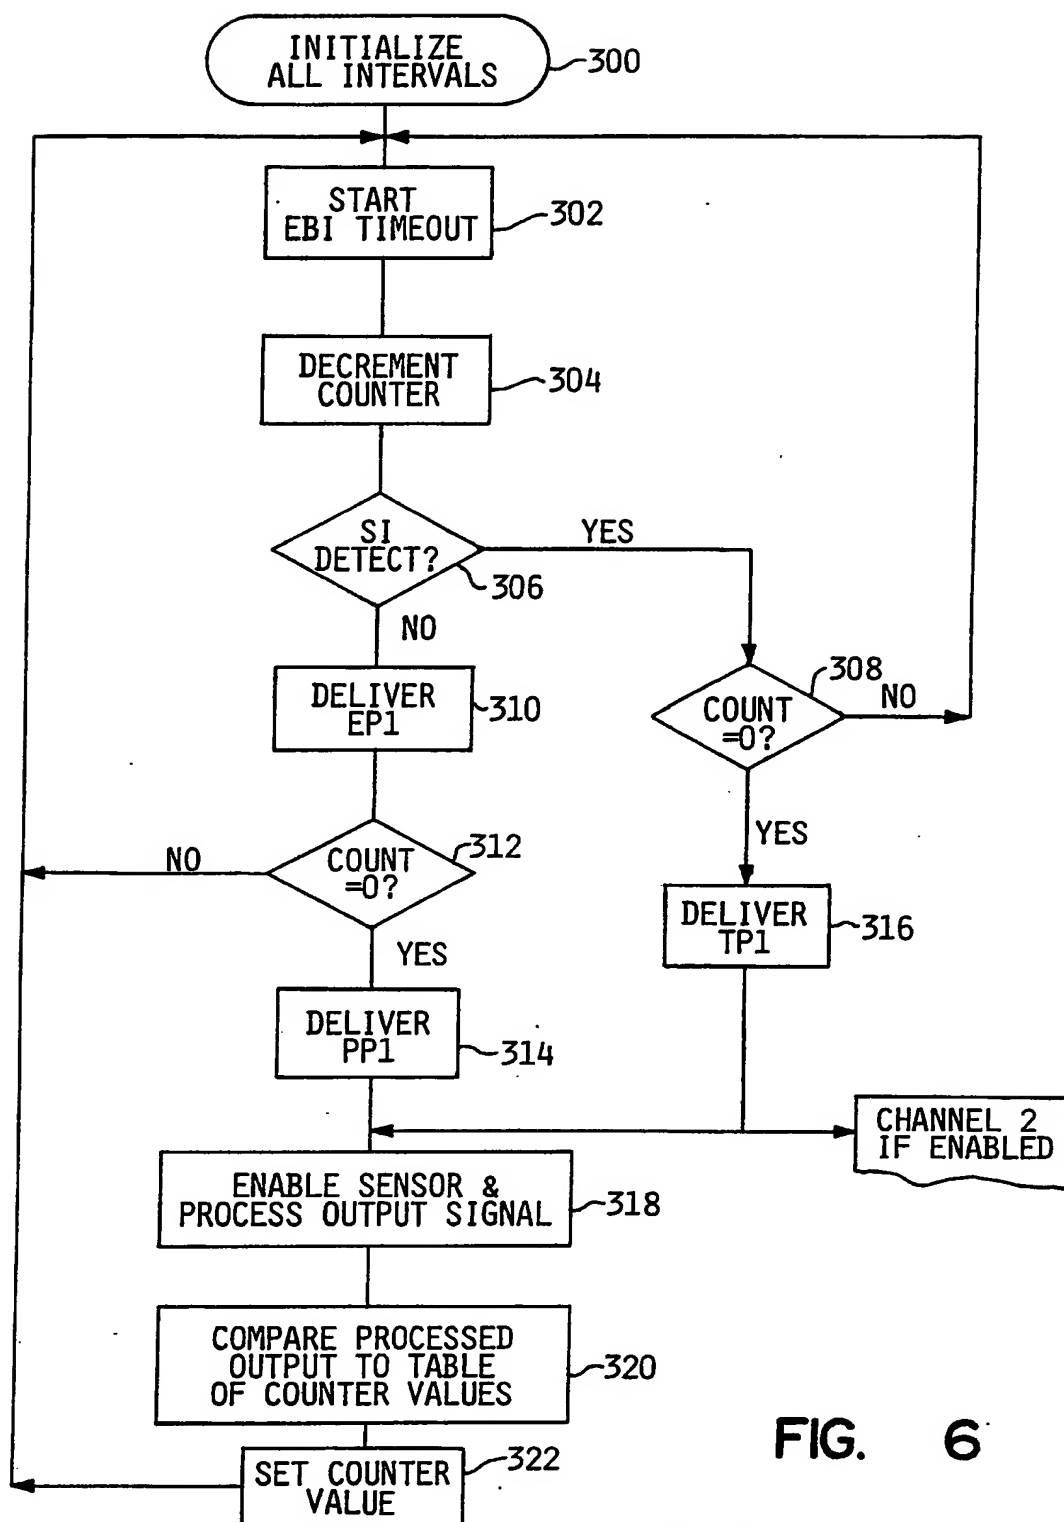 INITIALIZE
ALL INTERVALS
300
START
EBI TIMEOUT
302
DECREMENT
COUNTER
304
SI
DETECT?
306
YES
NO
DELIVER
EP1
310
COUNT
=0?
308
NO
YES
COUNT
=0?
312
NO
YES
DELIVER
TP1
316
DELIVER
PP1
314
CHANNEL 2
IF ENABLED
ENABLE SENSOR &
PROCESS OUTPUT SIGNAL
318
COMPARE PROCESSED
OUTPUT TO TABLE
OF COUNTER VALUES
320
SET COUNTER
VALUE
322
FIG. 6